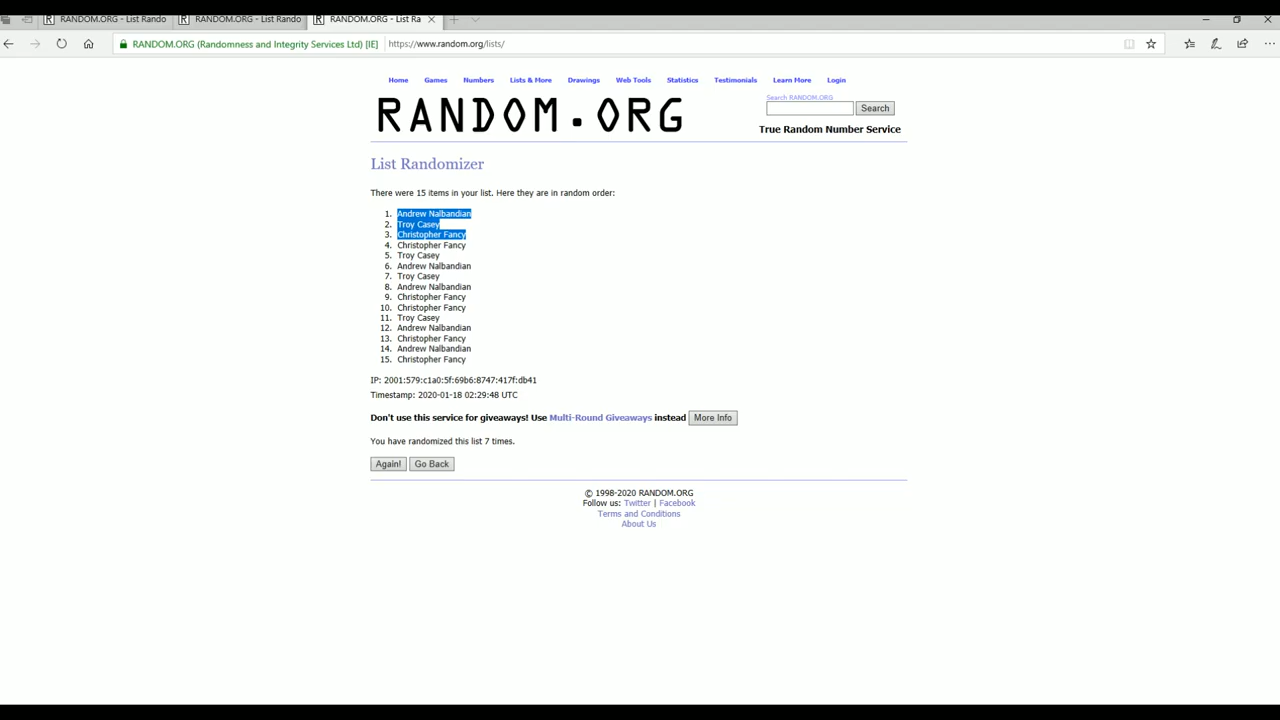 RANDOM.ORG - List Rando
RANDOM.ORG - List Rando
RANDOM.ORG - List Ra
RANDOM.ORG (Randomness and Integrity Services Ltd) [IE]
https://www.random.org/lists/
Home Games Numbers Lists & More Drawings Web Tools Statistics Testimonials Learn More Login
RANDOM.ORG
Search RANDOM.ORG
Search
True Random Number Service
List Randomizer
There were 15 items in your list. Here they are in random order:
1. Andrew Nalbandian
2. Troy Casey
3. Christopher Fancy
4. Christopher Fancy
5. Troy Casey
6. Andrew Nalbandian
7. Troy Casey
8. Andrew Nalbandian
9. Christopher Fancy
10. Christopher Fancy
11. Troy Casey
12. Andrew Nalbandian
13. Christopher Fancy
14. Andrew Nalbandian
15. Christopher Fancy
IP: 2001:579:c1a0:5f:69b6:8747:417f:db41
Timestamp: 2020-01-18 02:29:48 UTC
Don't use this service for giveaways! Use Multi-Round Giveaways instead More Info
You have randomized this list 7 times.
Again! Go Back
© 1998-2020 RANDOM.ORG
Follow us: Twitter | Facebook
Terms and Conditions
About Us